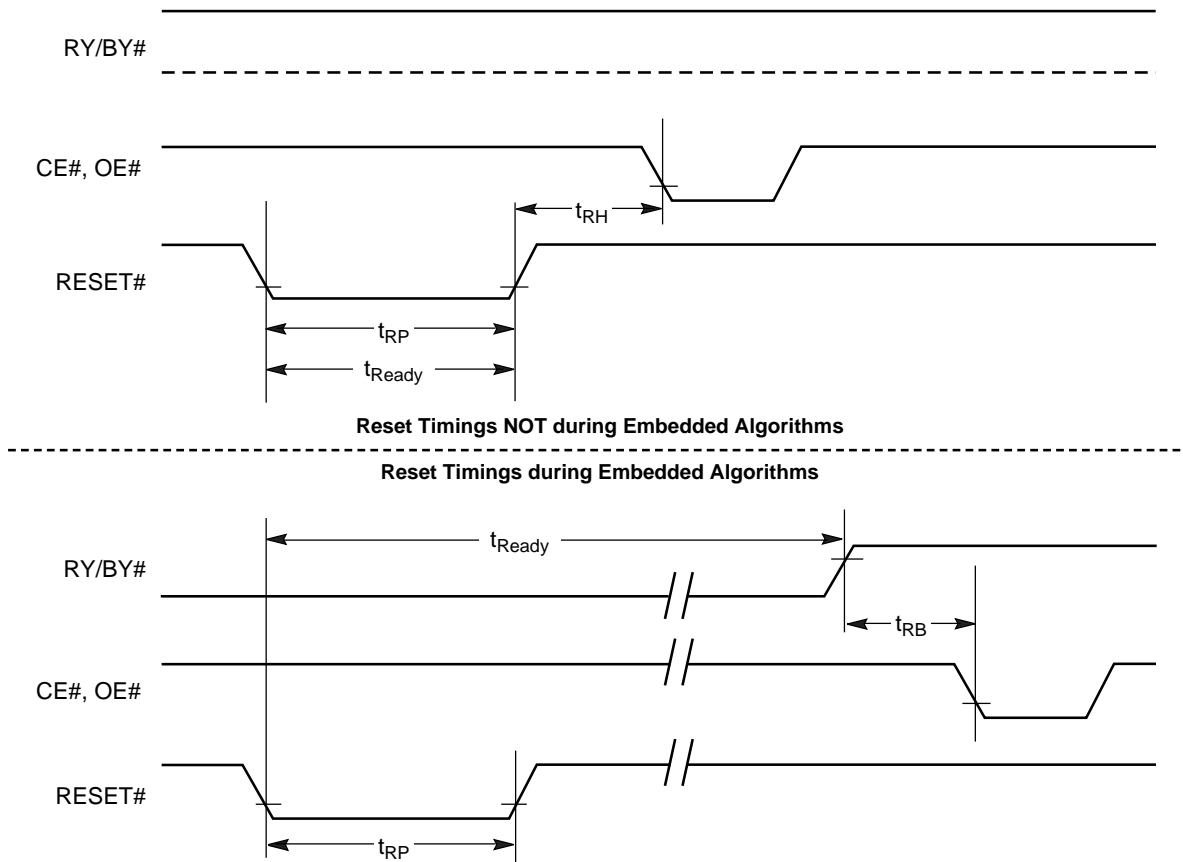 RY/BY#
CE#, OE#
tRH
RESET#
tRP
tReady
Reset Timings NOT during Embedded Algorithms
Reset Timings during Embedded Algorithms
tReady
RY/BY#
tRB
CE#, OE#
RESET#
tRP